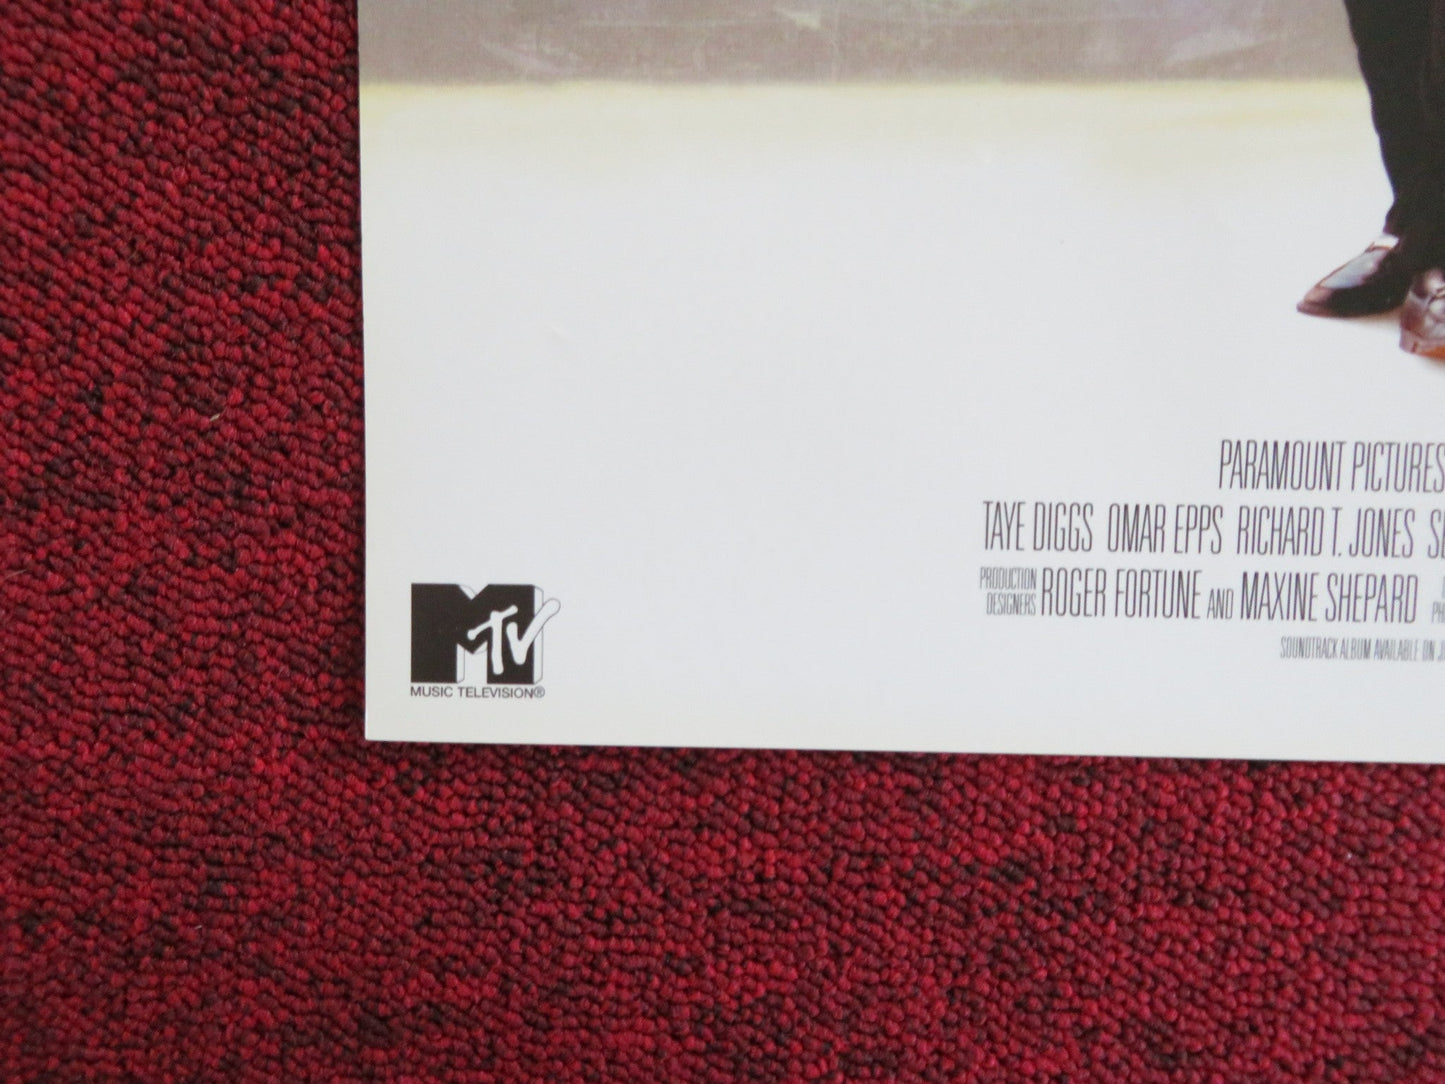 PARAMOUNT PICTURES
TAYE DIGGS OMAR EPPS RICHARD T. JONES
PRODUCTION DESIGNERS ROGER FORTUNE AND MAXINE SHEPARD
SOUNDTRACK ALBUM AVAILABLE ON
MTV
MUSIC TELEVISION®